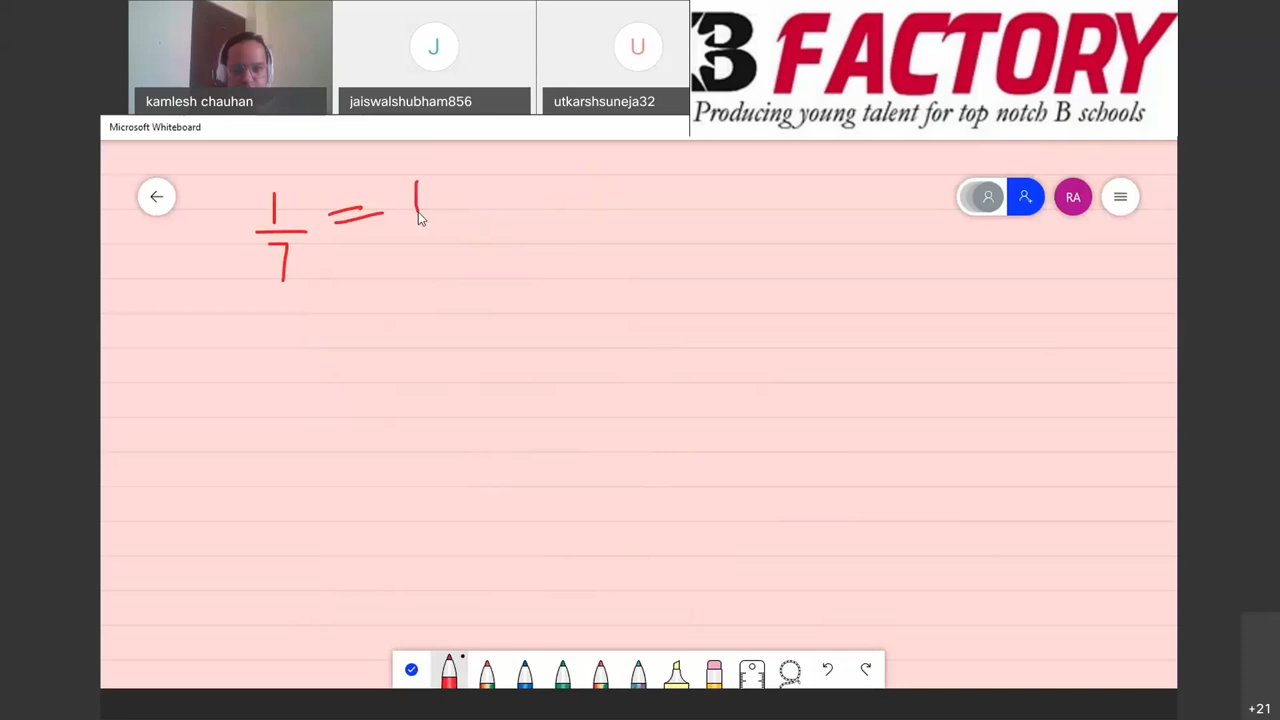 J
U
kamlesh chauhan
jaiswalshubham856
utkarshsuneja32
B FACTORY
Producing young talent for top notch B schools
Microsoft Whiteboard
RA
1/7 = 1
+21